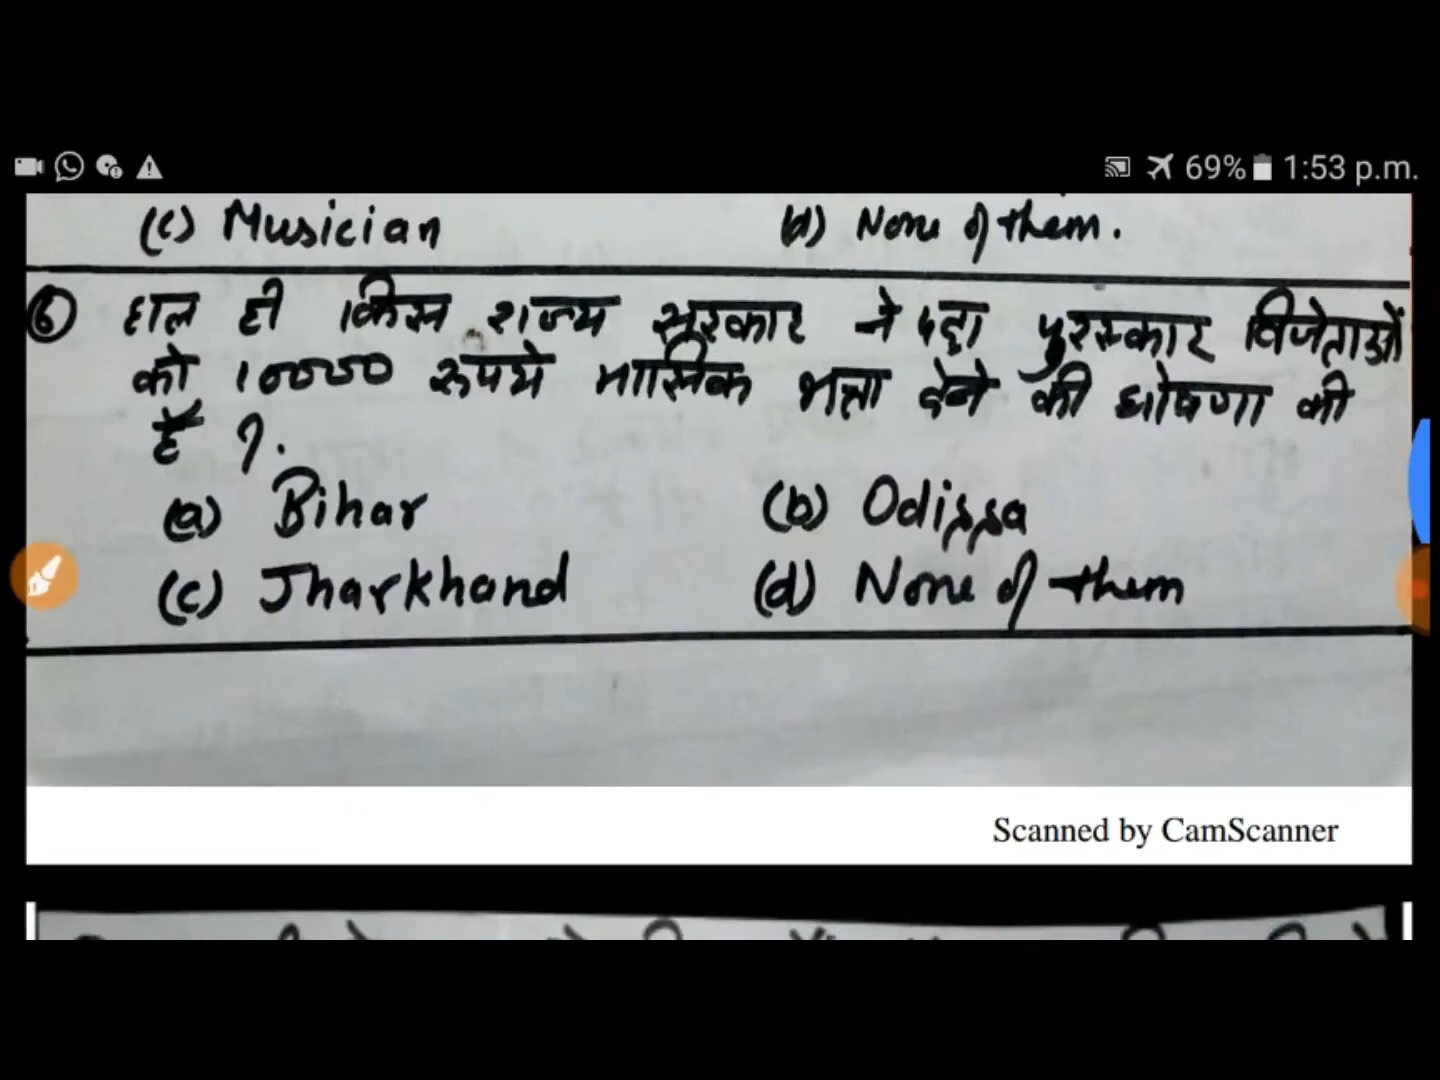 69% 1:53 p.m.
(c) Musician (d) None of them.
6 हाल ही किस राज्य सरकार ने पद्म पुरस्कार विजेताओं
को 10000 रुपये मासिक भत्ता देने की घोषणा की
है ?.
(a) Bihar (b) Odissa
(c) Jharkhand (d) None of them
Scanned by CamScanner